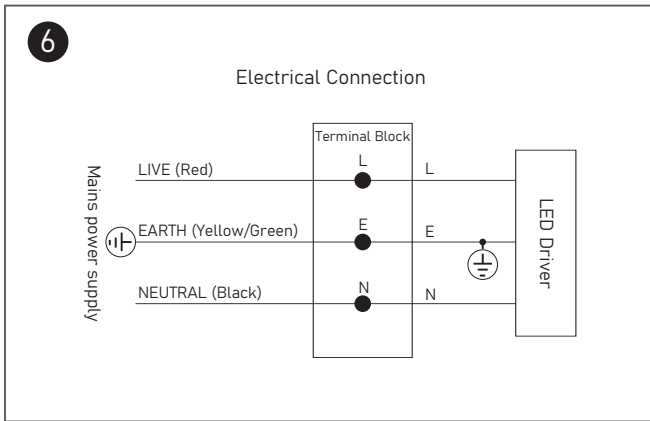 6
Electrical Connection
Terminal Block
Mains power supply
LIVE (Red)
L
L
EARTH (Yellow/Green)
E
E
NEUTRAL (Black)
N
N
LED Driver